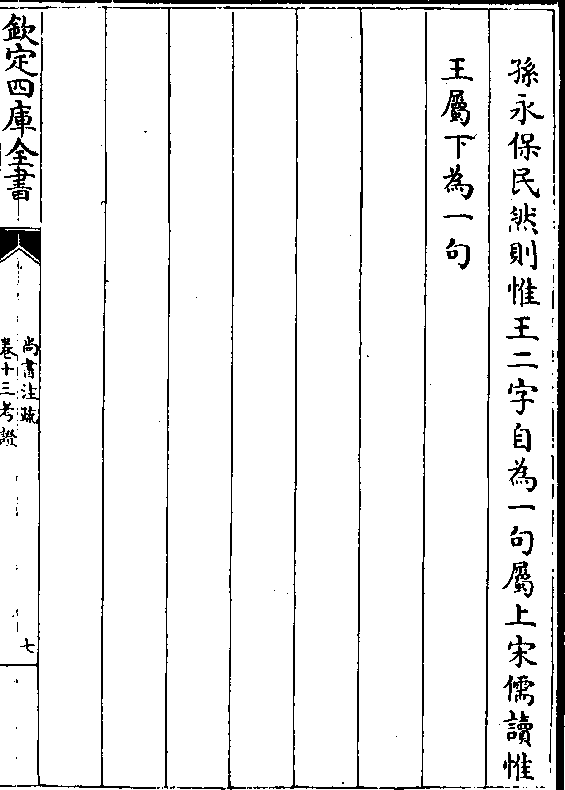 孫永保民然則惟王二字自為一句屬上宋儒讀惟
王屬下為一句
欽定四庫全書
尚書注疏
卷十三考證
七